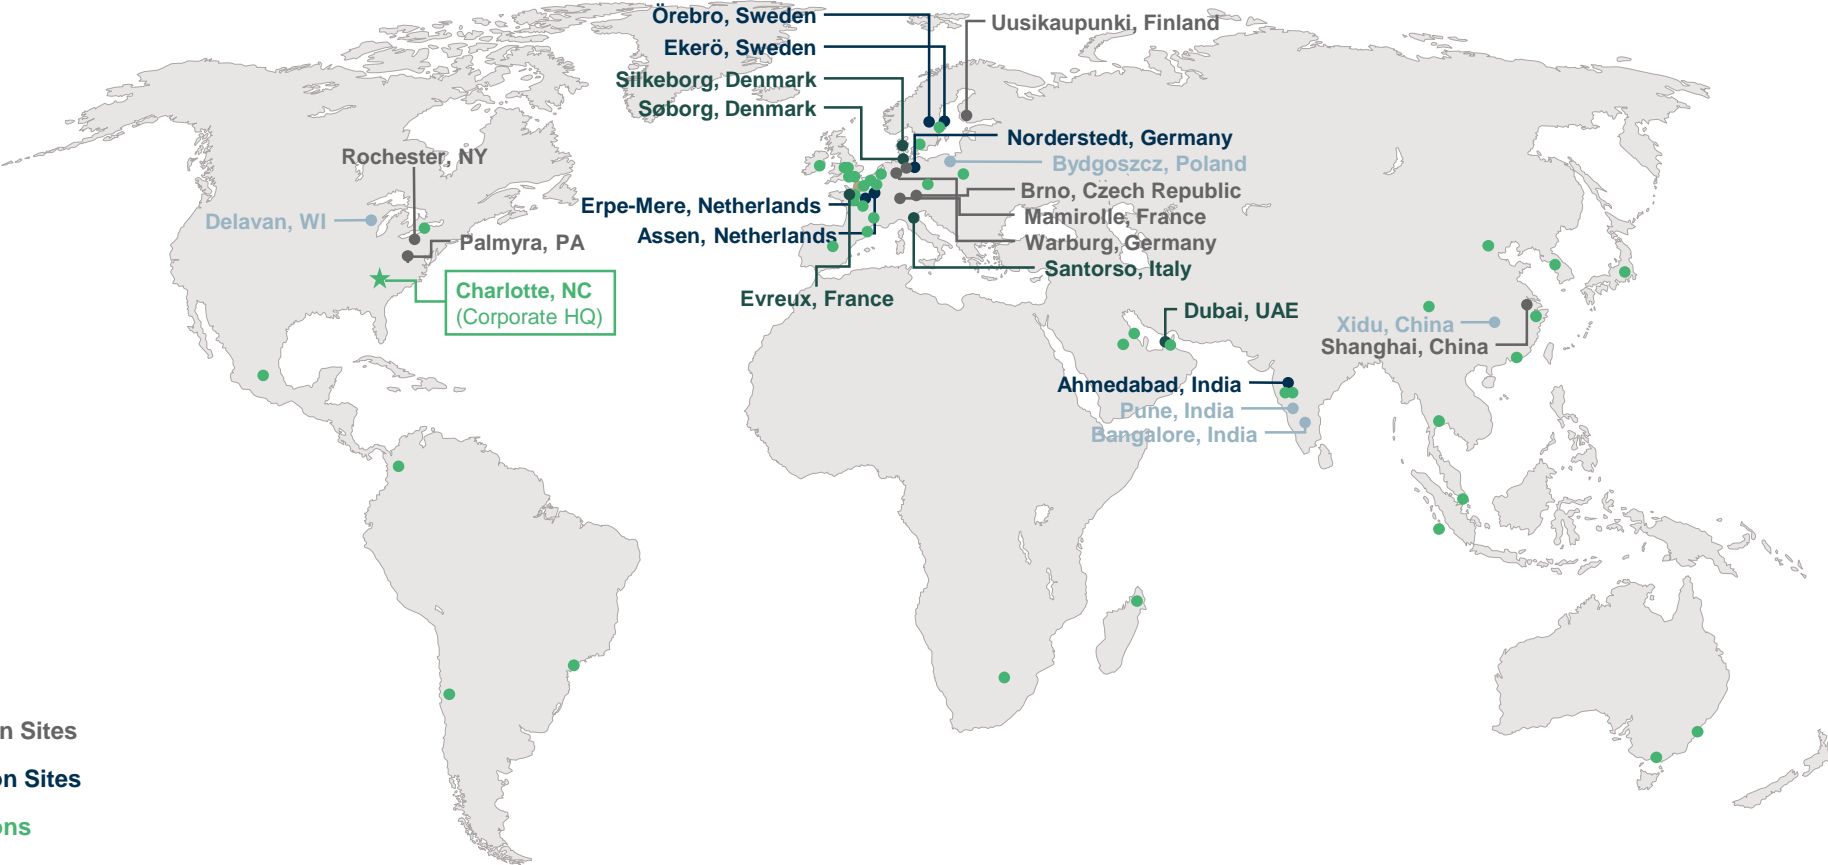 Örebro, Sweden
Uusikaupunki, Finland
Ekerö, Sweden
Silkeborg, Denmark
Søborg, Denmark
Norderstedt, Germany
Rochester, NY
Bydgoszcz, Poland
Brno, Czech Republic
Erpe-Mere, Netherlands
Delavan, WI
Mamirolle, France
Assen, Netherlands
Palmyra, PA
Warburg, Germany
Santorso, Italy
Charlotte, NC
(Corporate HQ)
Evreux, France
Dubai, UAE
Xidu, China
Shanghai, China
Ahmedabad, India
Pune, India
Bangalore, India
n Sites
on Sites
ons